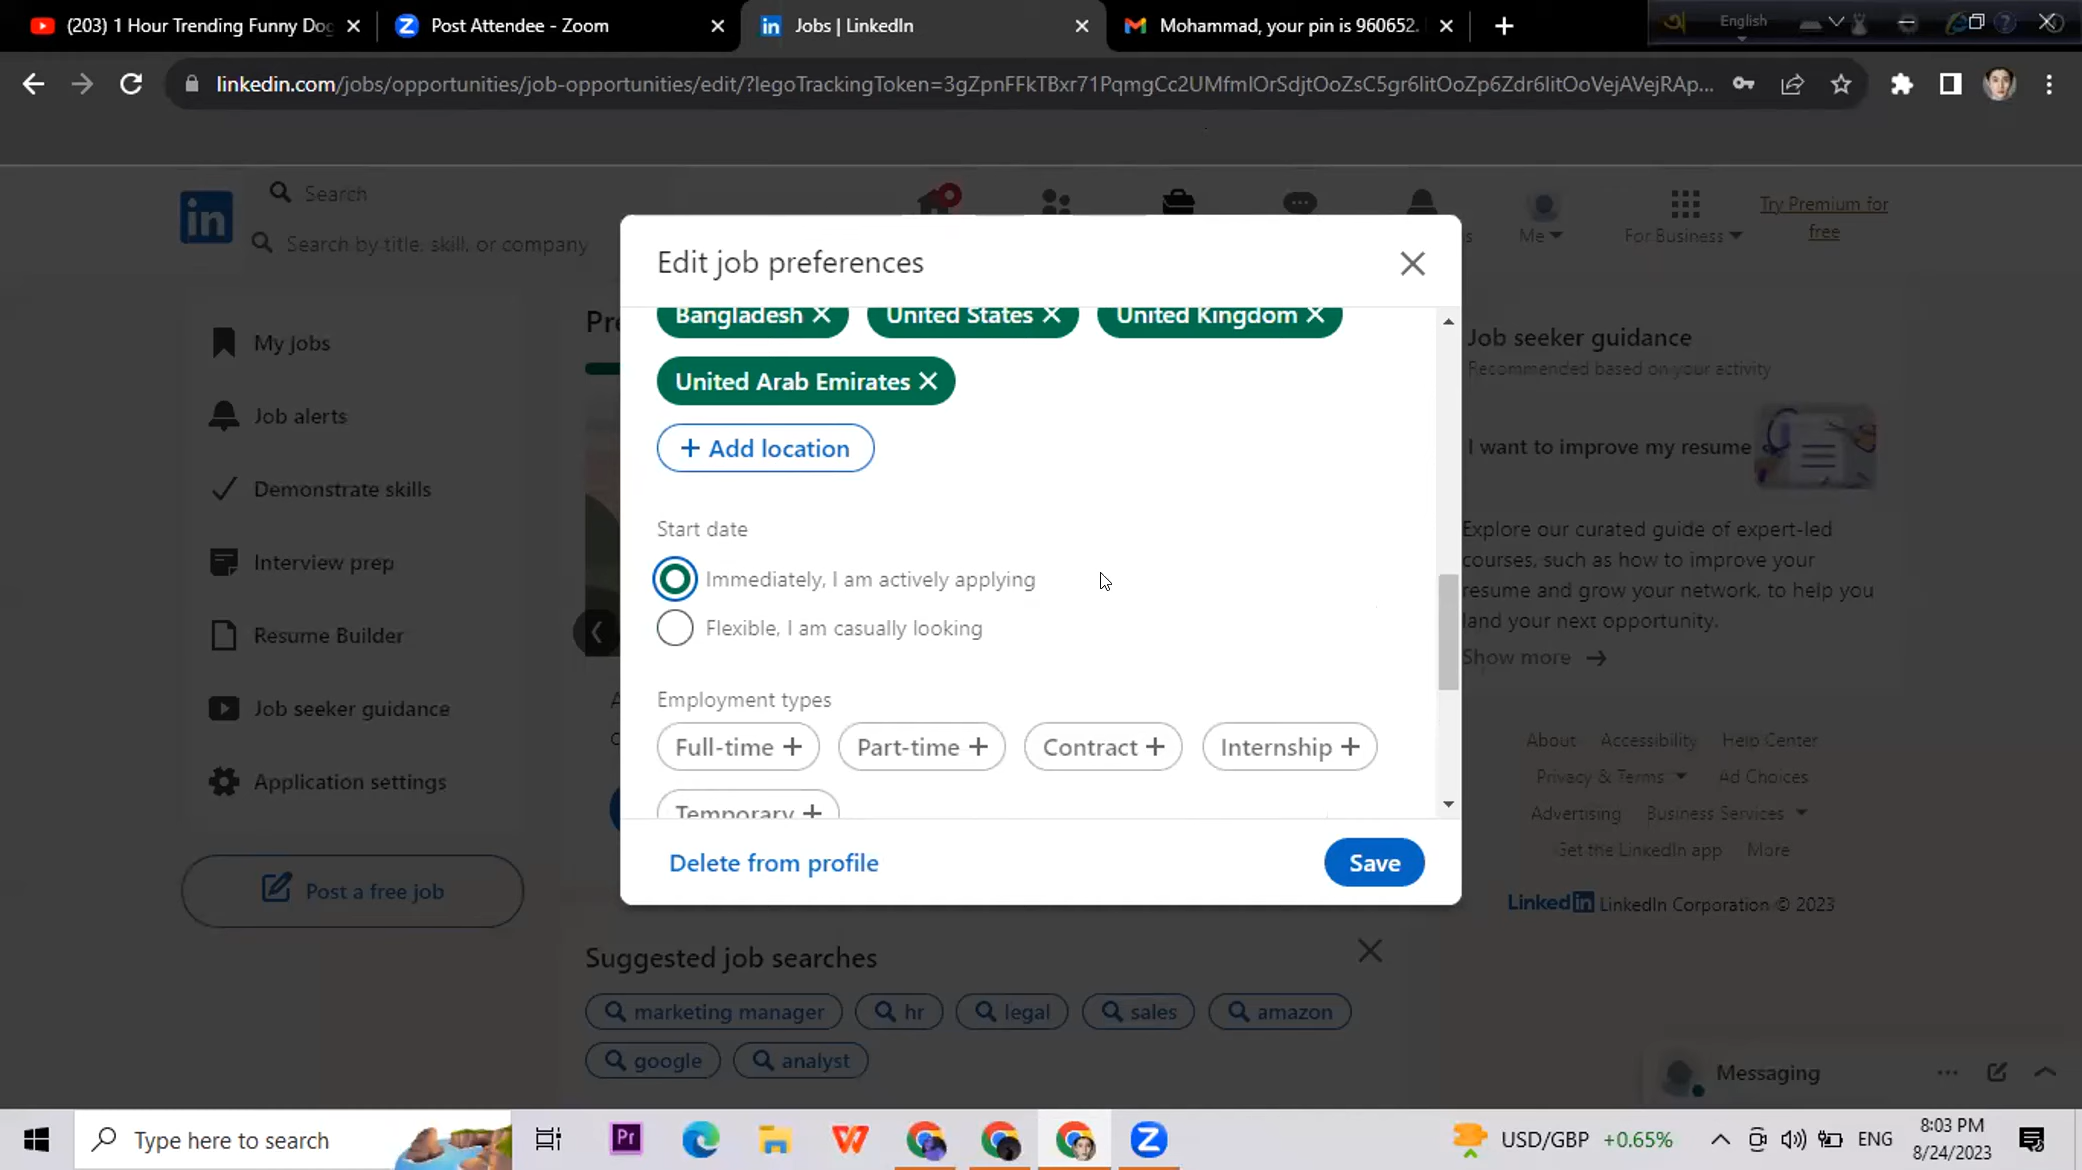 (203) 1 Hour Trending Funny Do
Post Attendee - Zoom
Jobs | LinkedIn
Mohammad, your pin is 960652.
English
linkedin.com/jobs/opportunities/job-opportunities/edit/?legoTrackingToken=3gZpnFFkTBxr71PqmgCc2UMfmlOrSdjtOoZsC5gr6IitOoZp6Zdr6IitOoVejAVejRAp...
in
Search
Search by title, skill, or company
Me
For Business
Try Premium for
free
My jobs
Job alerts
Demonstrate skills
Interview prep
Resume Builder
Job seeker guidance
Application settings
Post a free job
Edit job preferences
Bangladesh
United States
United Kingdom
United Arab Emirates
+ Add location
Start date
Immediately, I am actively applying
Flexible, I am casually looking
Employment types
Full-time +
Part-time +
Contract +
Internship +
Temporary +
Delete from profile
Save
Job seeker guidance
Recommended based on your activity
I want to improve my resume
Explore our curated guide of expert-led
courses, such as how to improve your
resume and grow your network, to help you
land your next opportunity.
Show more
About
Accessibility
Help Center
Privacy & Terms
Ad Choices
Advertising
Business Services
Get the LinkedIn app
More
LinkedIn LinkedIn Corporation © 2023
Suggested job searches
marketing manager
hr
legal
sales
amazon
google
analyst
Messaging
Type here to search
Pr
USD/GBP +0.65%
ENG
8:03 PM
8/24/2023